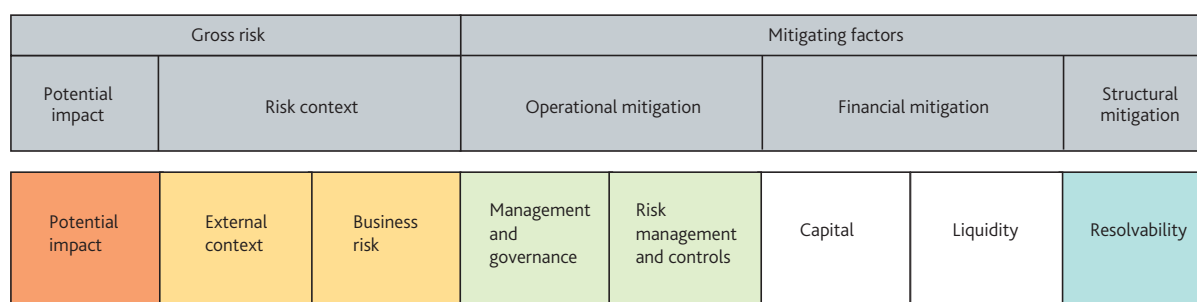 Gross risk
Mitigating factors
Potential
impact
Risk context
Operational mitigation
Financial mitigation
Structural
mitigation
Potential
impact
External
context
Business
risk
Management
and
governance
Risk
management
and controls
Capital
Liquidity
Resolvability